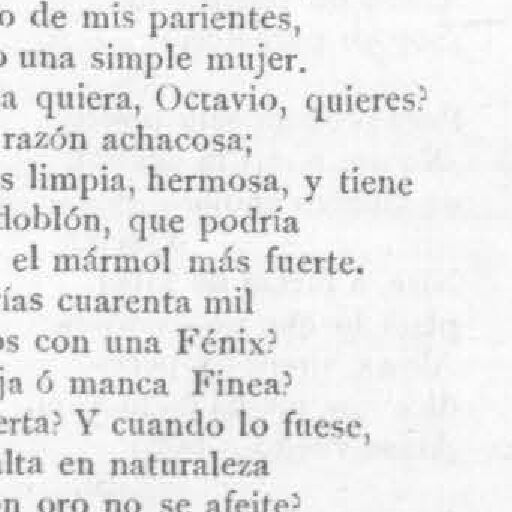 o de mis parientes,
o una simple mujer.
a quiera, Octavio, quieres?
razón achacosa;
s limpia, hermosa, y tiene
doblón, que podría
el mármol más fuerte.
ías cuarenta mil
os con una Fénix?
ja ó manca Finea?
erta? Y cuando lo fuese,
alta en naturaleza
en oro no se afeite?